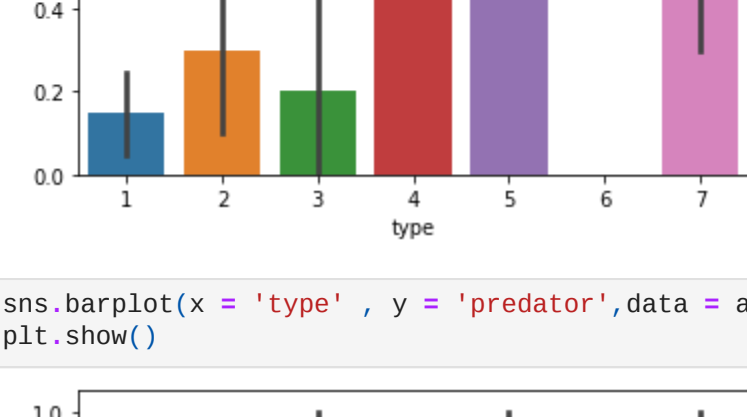 0.4
0.2
0.0
1 2 3 4 5 6 7
type
sns.barplot(x = 'type' , y = 'predator',data = a
plt.show()
1.0